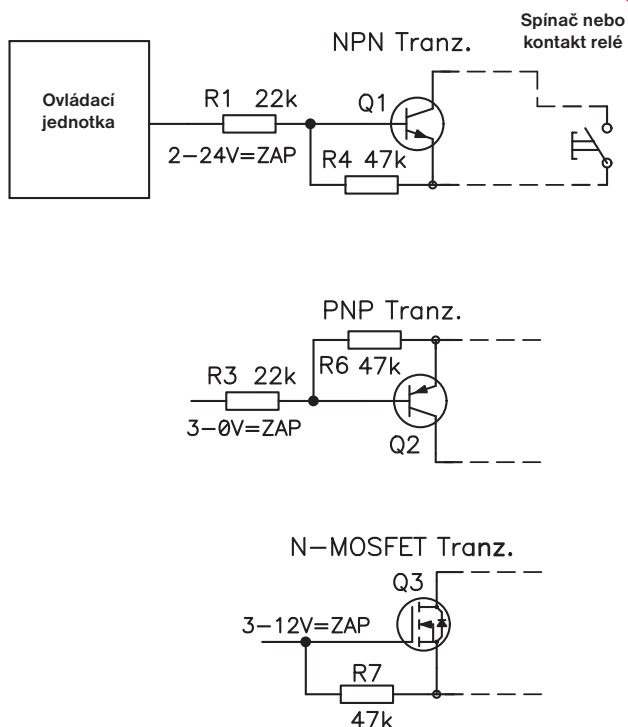 Spínač nebo
kontakt relé
NPN Tranz.
Ovládací
jednotka
R1 22k
Q1
2-24V=ZAP
R4 47k
PNP Tranz.
R6 47k
R3 22k
3-0V=ZAP
Q2
N-MOSFET Tranz.
Q3
3-12V=ZAP
R7
47k